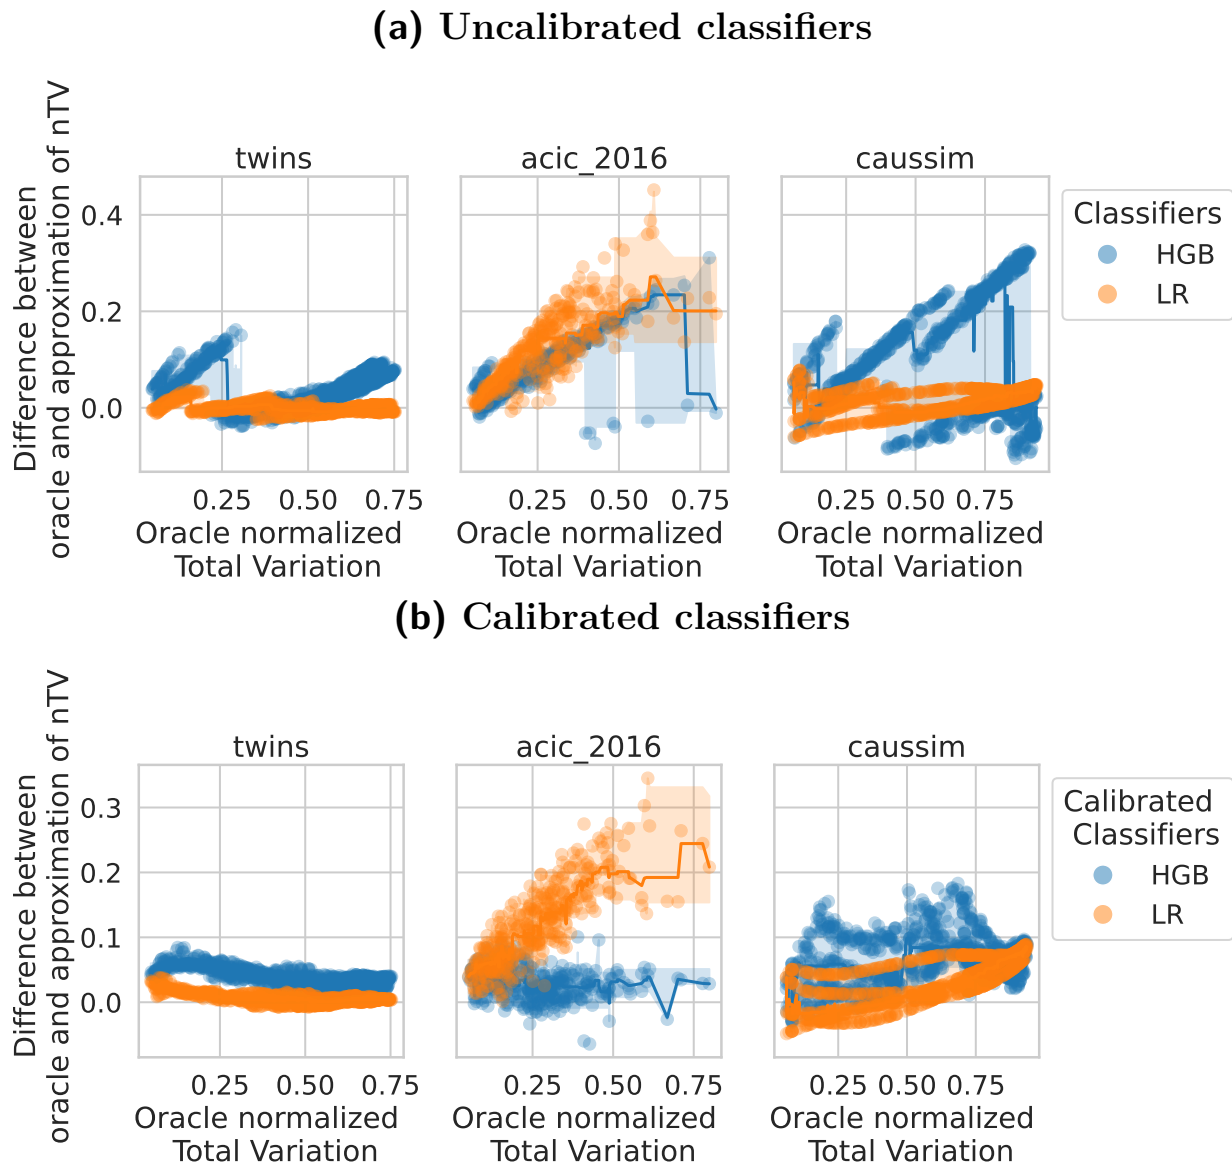 (a) Uncalibrated classifiers
Difference between
oracle and approximation of nTV
twins
acic_2016
caussim
0.4
0.2
0.0
0.25 0.50 0.75
0.25 0.50 0.75
0.25 0.50 0.75
Oracle normalized
Total Variation
Oracle normalized
Total Variation
Oracle normalized
Total Variation
Classifiers
HGB
LR
(b) Calibrated classifiers
Difference between
oracle and approximation of nTV
twins
acic_2016
caussim
0.3
0.2
0.1
0.0
0.25 0.50 0.75
0.25 0.50 0.75
0.25 0.50 0.75
Oracle normalized
Total Variation
Oracle normalized
Total Variation
Oracle normalized
Total Variation
Calibrated
Classifiers
HGB
LR